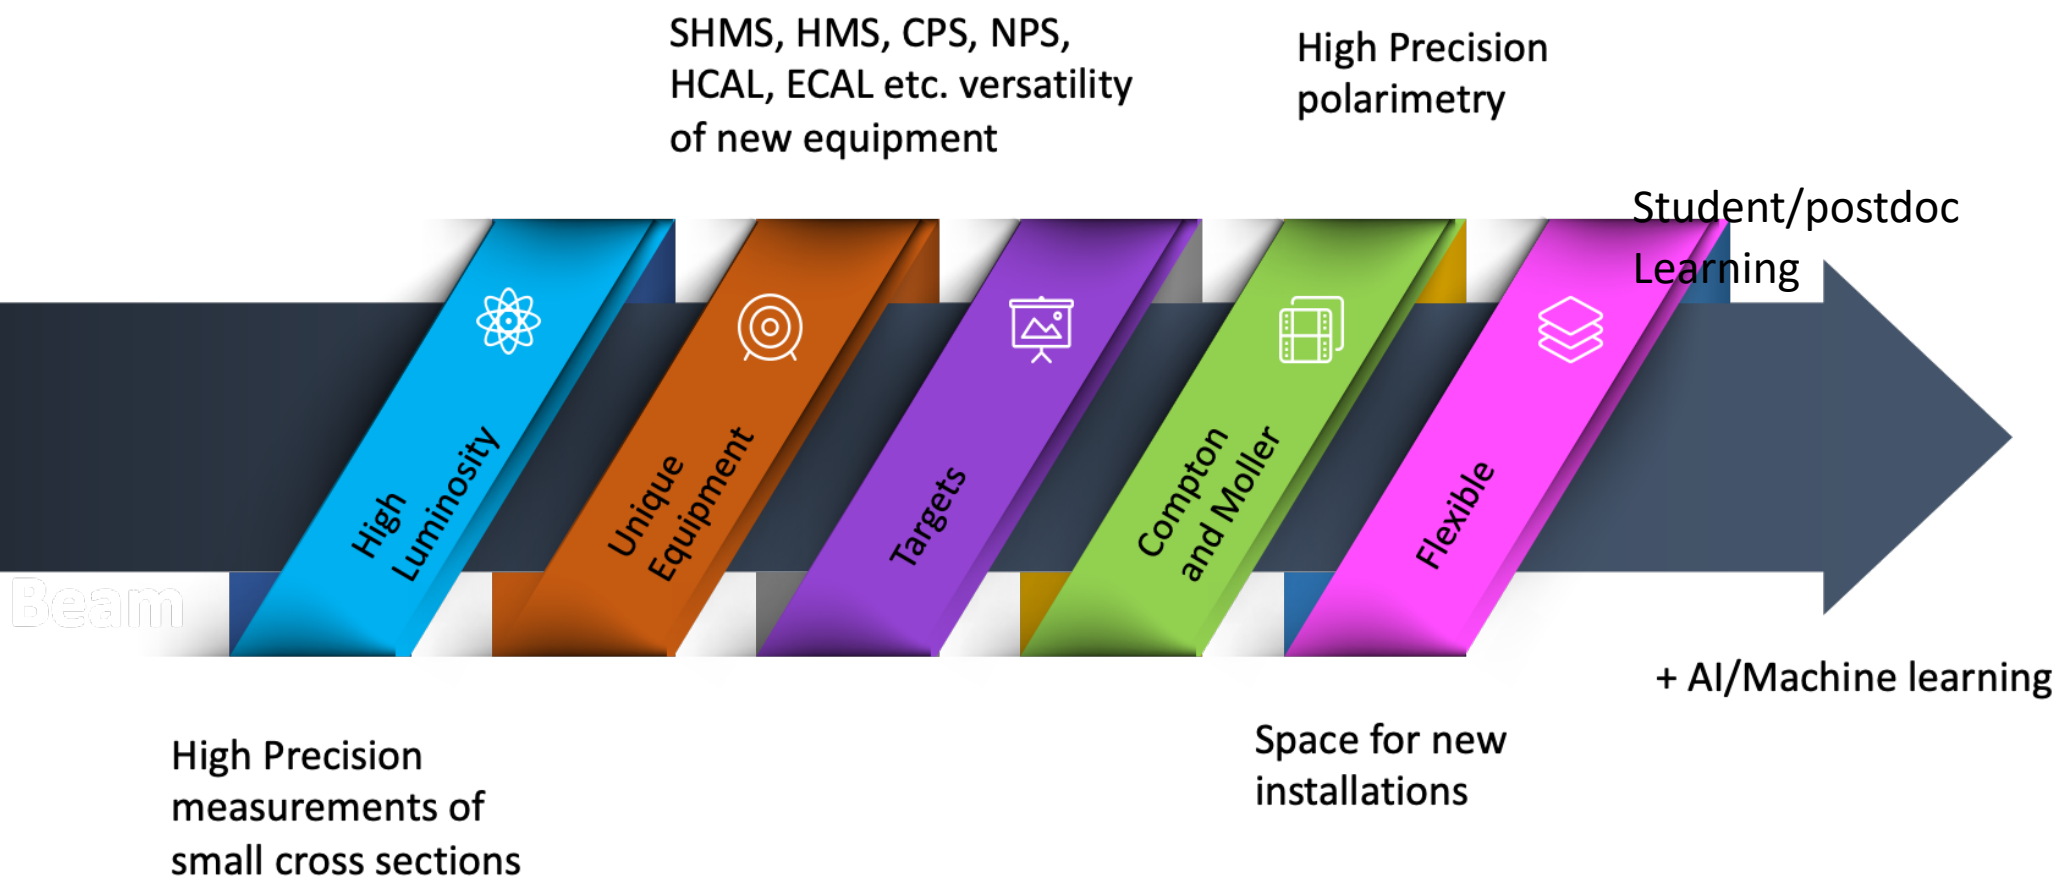 SHMS, HMS, CPS, NPS,
HCAL, ECAL etc. versatility
of new equipment
High Precision
polarimetry
Student/postdoc
Learning
High
Luminosity
Unique
Equipment
Targets
Compton
and Moller
Flexible
Beam
+ AI/Machine learning
High Precision
measurements of
small cross sections
Space for new
installations